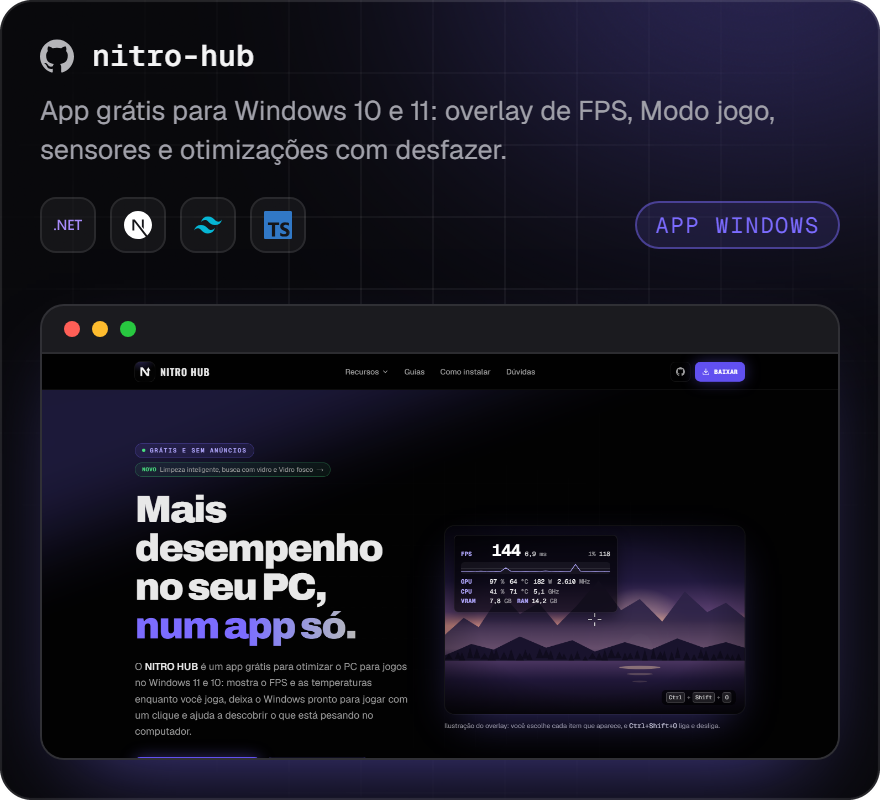 nitro-hub
App grátis para Windows 10 e 11: overlay de FPS, Modo jogo,
sensores e otimizações com desfazer.
.NET
N
TS
APP WINDOWS
N NITRO HUB
Recursos
Guias
Como instalar
Dúvidas
BAIXAR
GRÁTIS E SEM ANÚNCIOS
NOVO Limpeza Inteligente, busca com vidro e Vidro fosco →
Mais
desempenho
no seu PC,
num app só.
O NITRO HUB é um app grátis para otimizar o PC para jogos
no Windows 11 e 10: mostra o FPS e as temperaturas
enquanto você joga, deixa o Windows pronto para jogar com
um clique e ajuda a descobrir o que está pesando no
computador.
FPS 144 6,9 ms 1% 118
GPU 97 % 64 °C 182 W 2.610 MHz
CPU 41 % 71 °C 5,1 GHz
VRAM 7,8 GB RAM 14,2 GB
Ctrl + Shift + O
Ilustração do overlay: você escolhe cada item que aparece, e Ctrl+Shift+O liga e desliga.